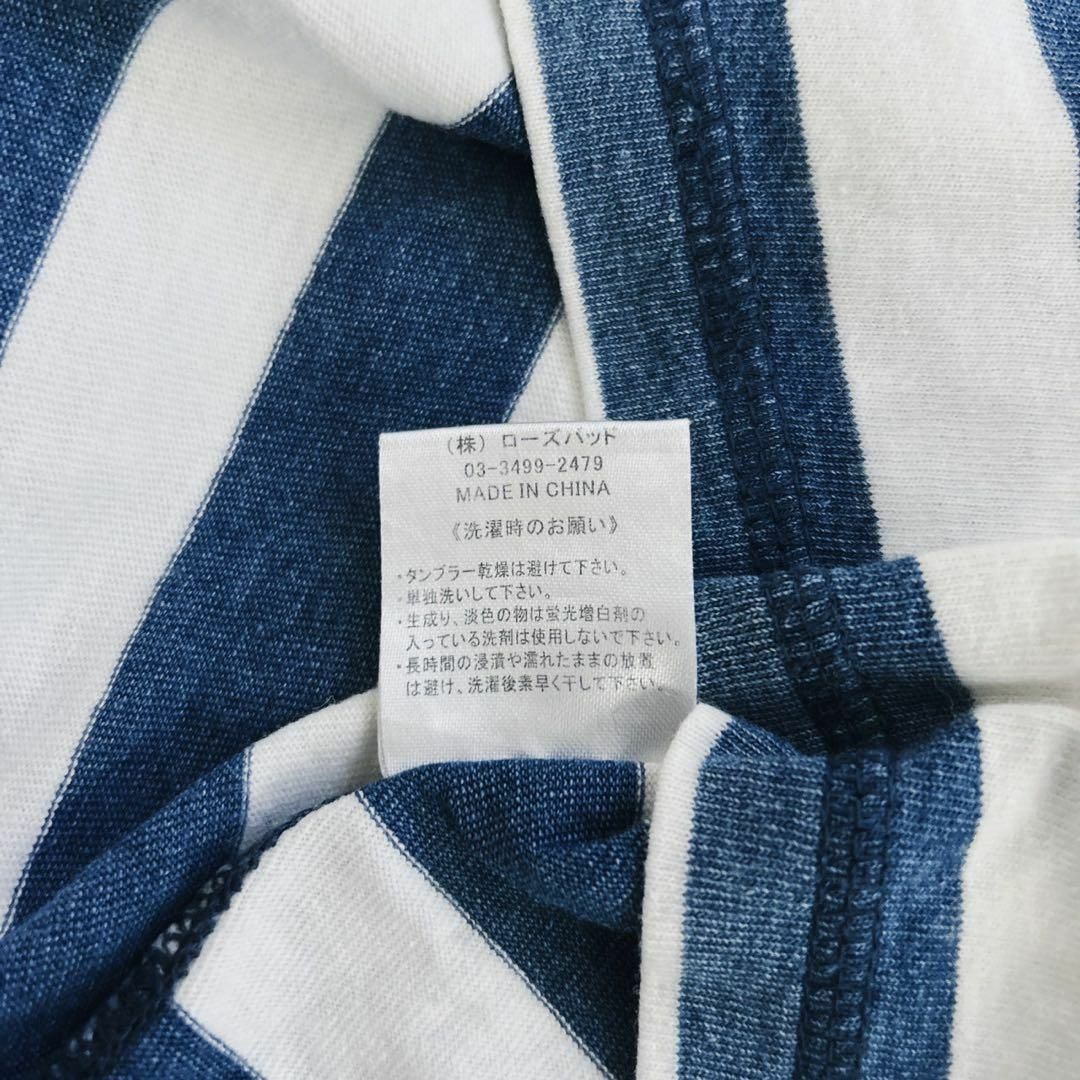 （株）ローズバッド
03-3499-2479
MADE IN CHINA
《洗濯時のお願い》
・タンブラー乾燥は避けて下さい。
・単独洗いして下さい。
・生成り、淡色の物は蛍光増白剤の
入っている洗剤は使用しないで下さい。
・長時間の浸漬や濡れたままの放置
は避け、洗濯後素早く干して下さい。